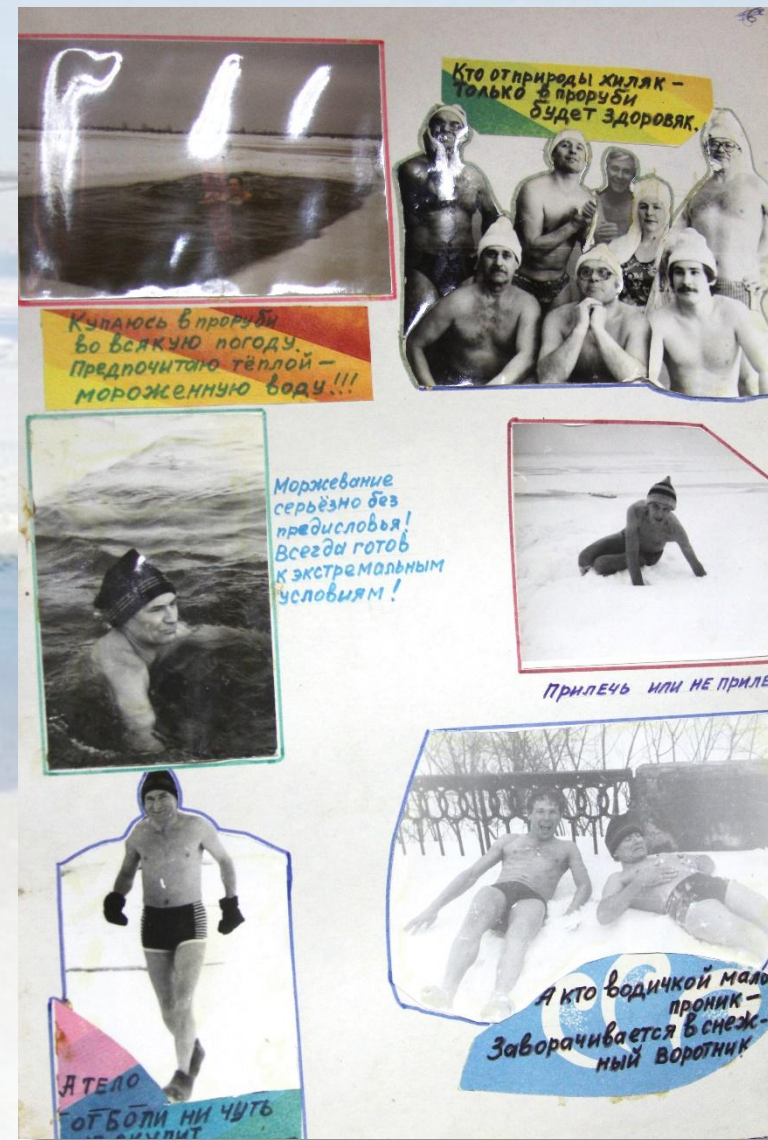 Кто от природы хиляк –
только в проруби
будет здоровяк.
Купаюсь в проруби
во всякую погоду.
Предпочитаю тёплой –
мороженную воду!!!
Моржевание
серьёзно без
предисловья!
Всегда готов
к экстремальным
условиям!
Прилечь или не приле
А кто водичкой мало
проник –
Заворачивается в снеж-
ный воротник
А тело
от боли ни чуть